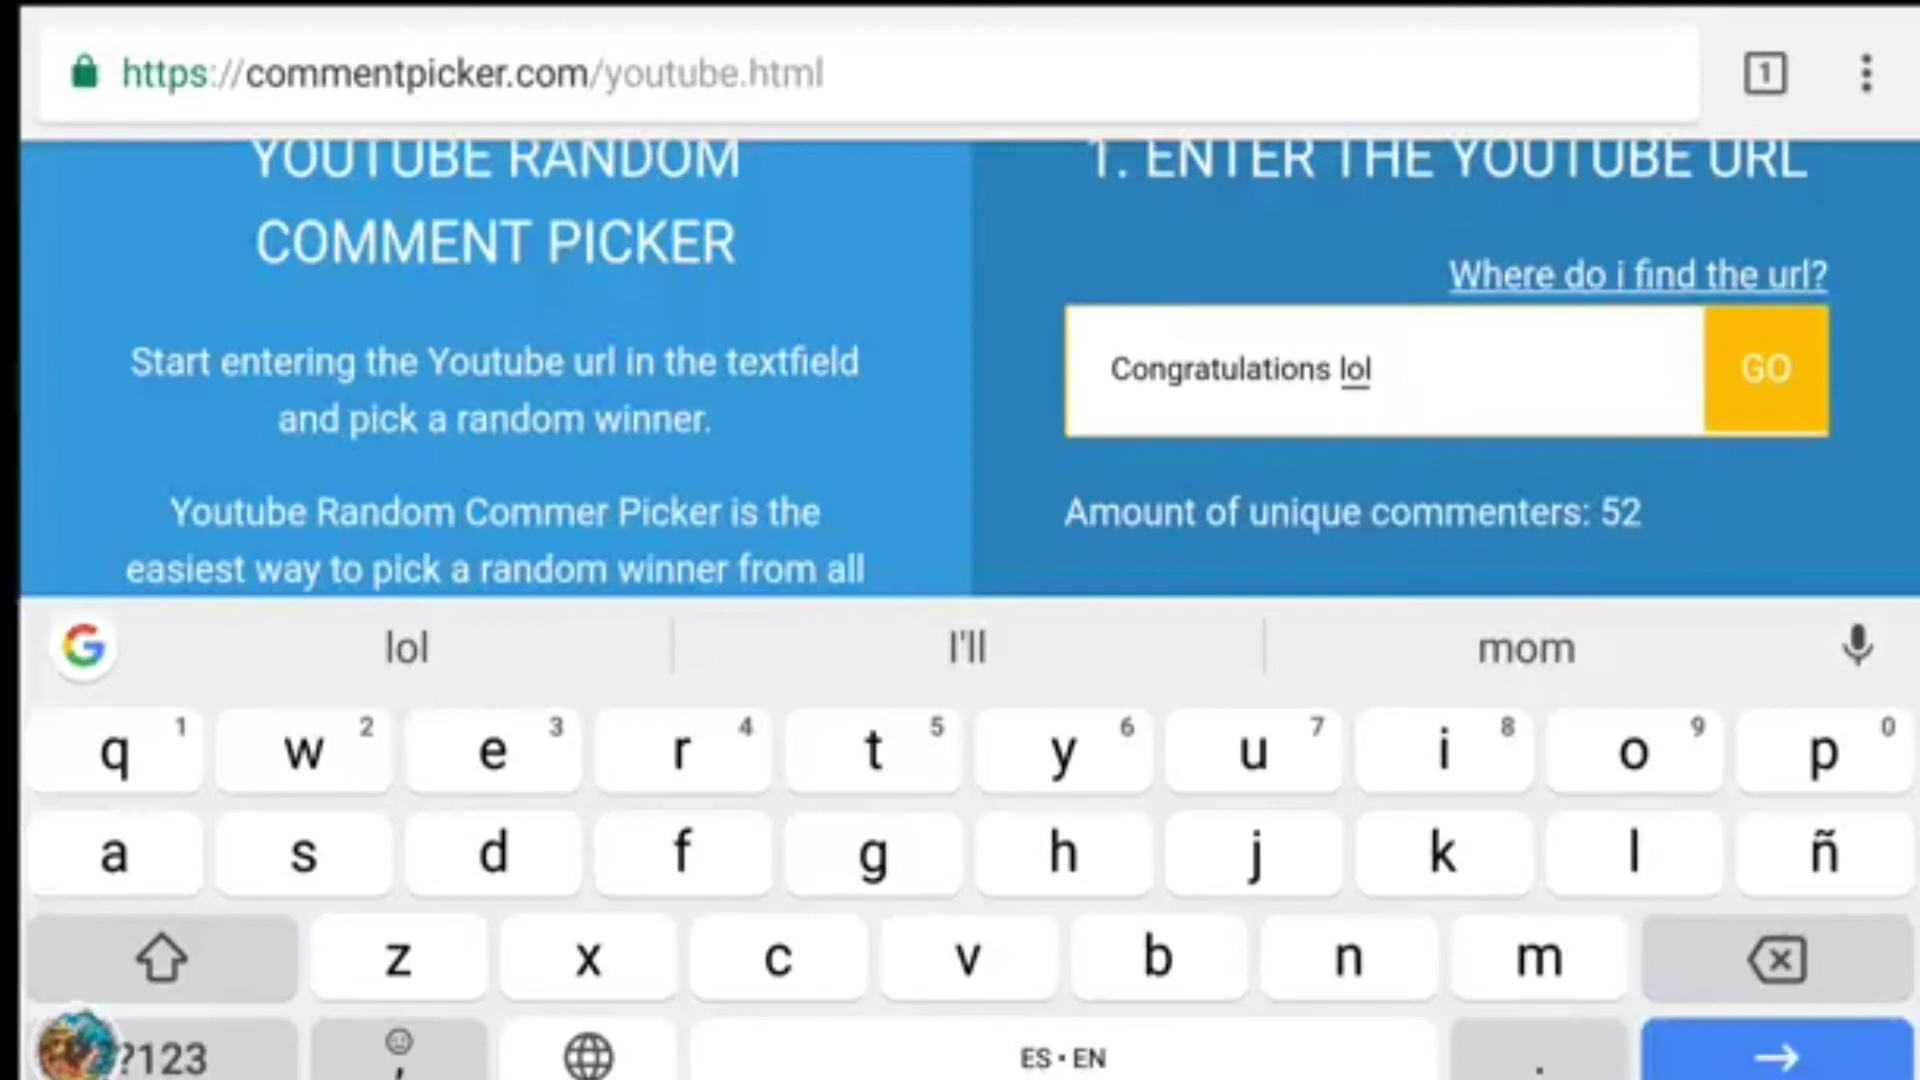 https://commentpicker.com/youtube.html
1
YOUTUBE RANDOM
COMMENT PICKER
Start entering the Youtube url in the textfield
and pick a random winner.
Youtube Random Commer Picker is the
easiest way to pick a random winner from all
1. ENTER THE YOUTUBE URL
Where do i find the url?
Congratulations lol
GO
Amount of unique commenters: 52
G
lol I'll mom
q 1 w 2 e 3 r 4 t 5 y 6 u 7 i 8 o 9 p 0
a s d f g h j k l ñ
z x c v b n m
?123 , ES • EN .